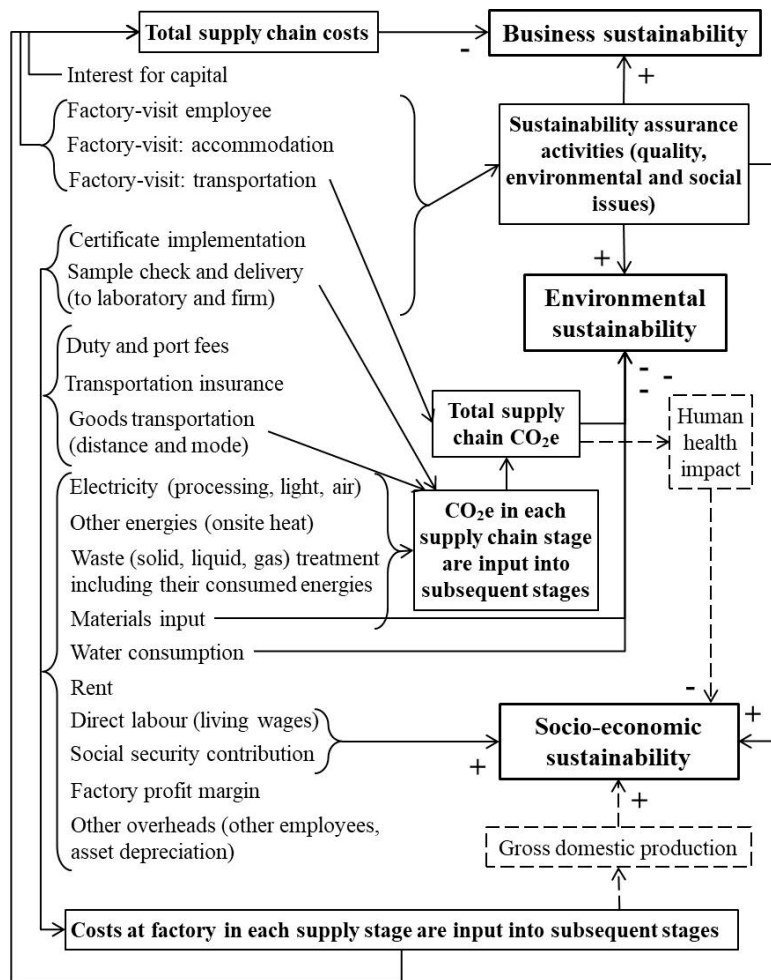 Total supply chain costs
Business sustainability
-
+
Interest for capital
Factory-visit employee
Factory-visit: accommodation
Factory-visit: transportation
Sustainability assurance
activities (quality,
environmental and social
issues)
Certificate implementation
Sample check and delivery
(to laboratory and firm)
+
Environmental
sustainability
Duty and port fees
Transportation insurance
Goods transportation
(distance and mode)
- - -
Total supply
chain CO₂e
Human
health
impact
Electricity (processing, light, air)
Other energies (onsite heat)
Waste (solid, liquid, gas) treatment
including their consumed energies
Materials input
CO₂e in each
supply chain stage
are input into
subsequent stages
Water consumption
Rent
Direct labour (living wages)
Social security contribution
-
+
Socio-economic
sustainability
+
Factory profit margin
Other overheads (other employees,
asset depreciation)
+
Gross domestic production
Costs at factory in each supply stage are input into subsequent stages